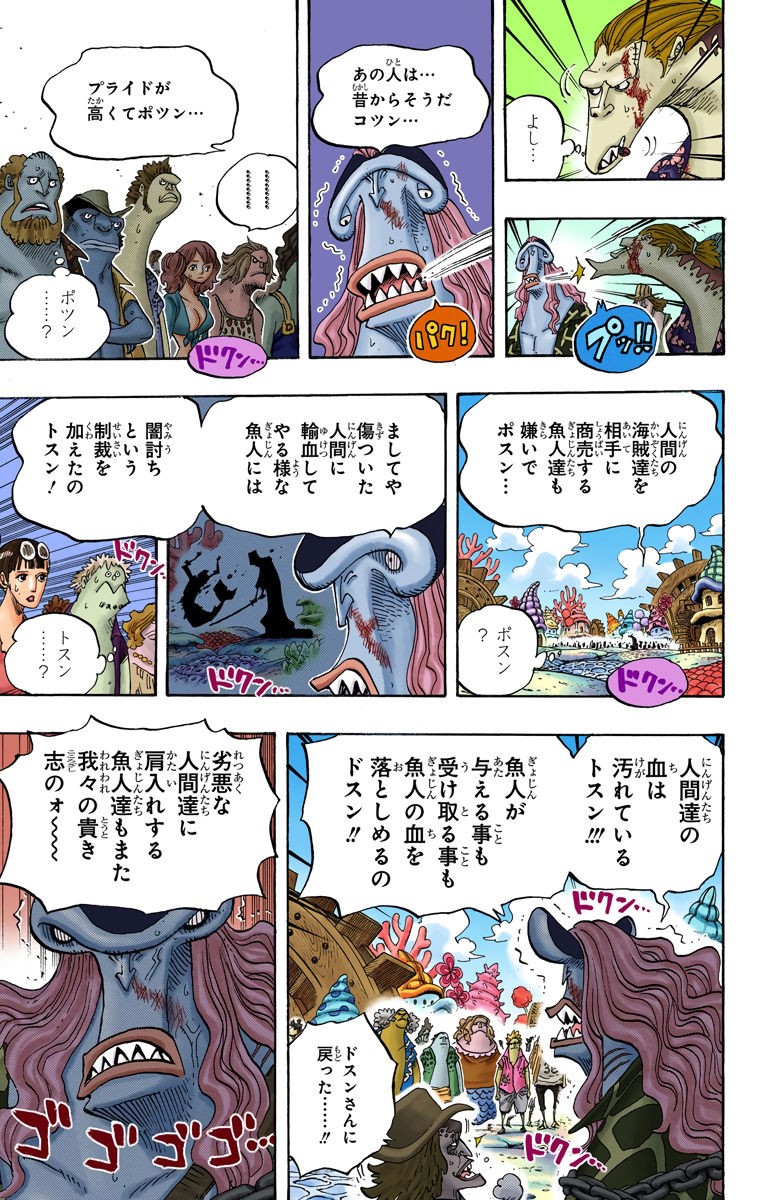 よし…
プッ!!
あの人は…
昔からそうだ
コツン…
パク!
プライドが
高くてポツン…
…………
…………
ポツン
……？
ドクン…
人間の
海賊達を
相手に
商売する
魚人達も
嫌いで
ポスン…
ポスン
？
ドクン…
ましてや
傷ついた
人間に
輸血して
やる様な
魚人には
ドクン…
闇討ち
という
制裁を
加えたの
トスン！
ドクン…
トスン
……？
人間達の
血は
汚れている
トスン!!!
魚人が
与える事も
受け取る事も
魚人の血を
落としめるの
ドスン!!
ドクン…
ドスンさんに
戻った……!!
ドクン…
劣悪な
人間達に
肩入れする
魚人達もまた
我々の貴き
志のォ〜〜〜
ゴゴゴゴ…